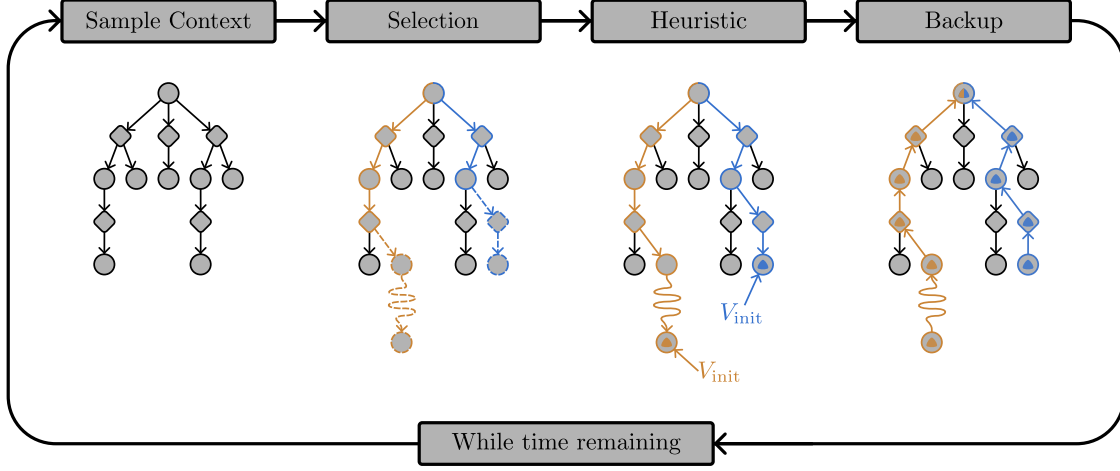 Sample Context
Selection
Heuristic
Backup
V_init
V_init
While time remaining